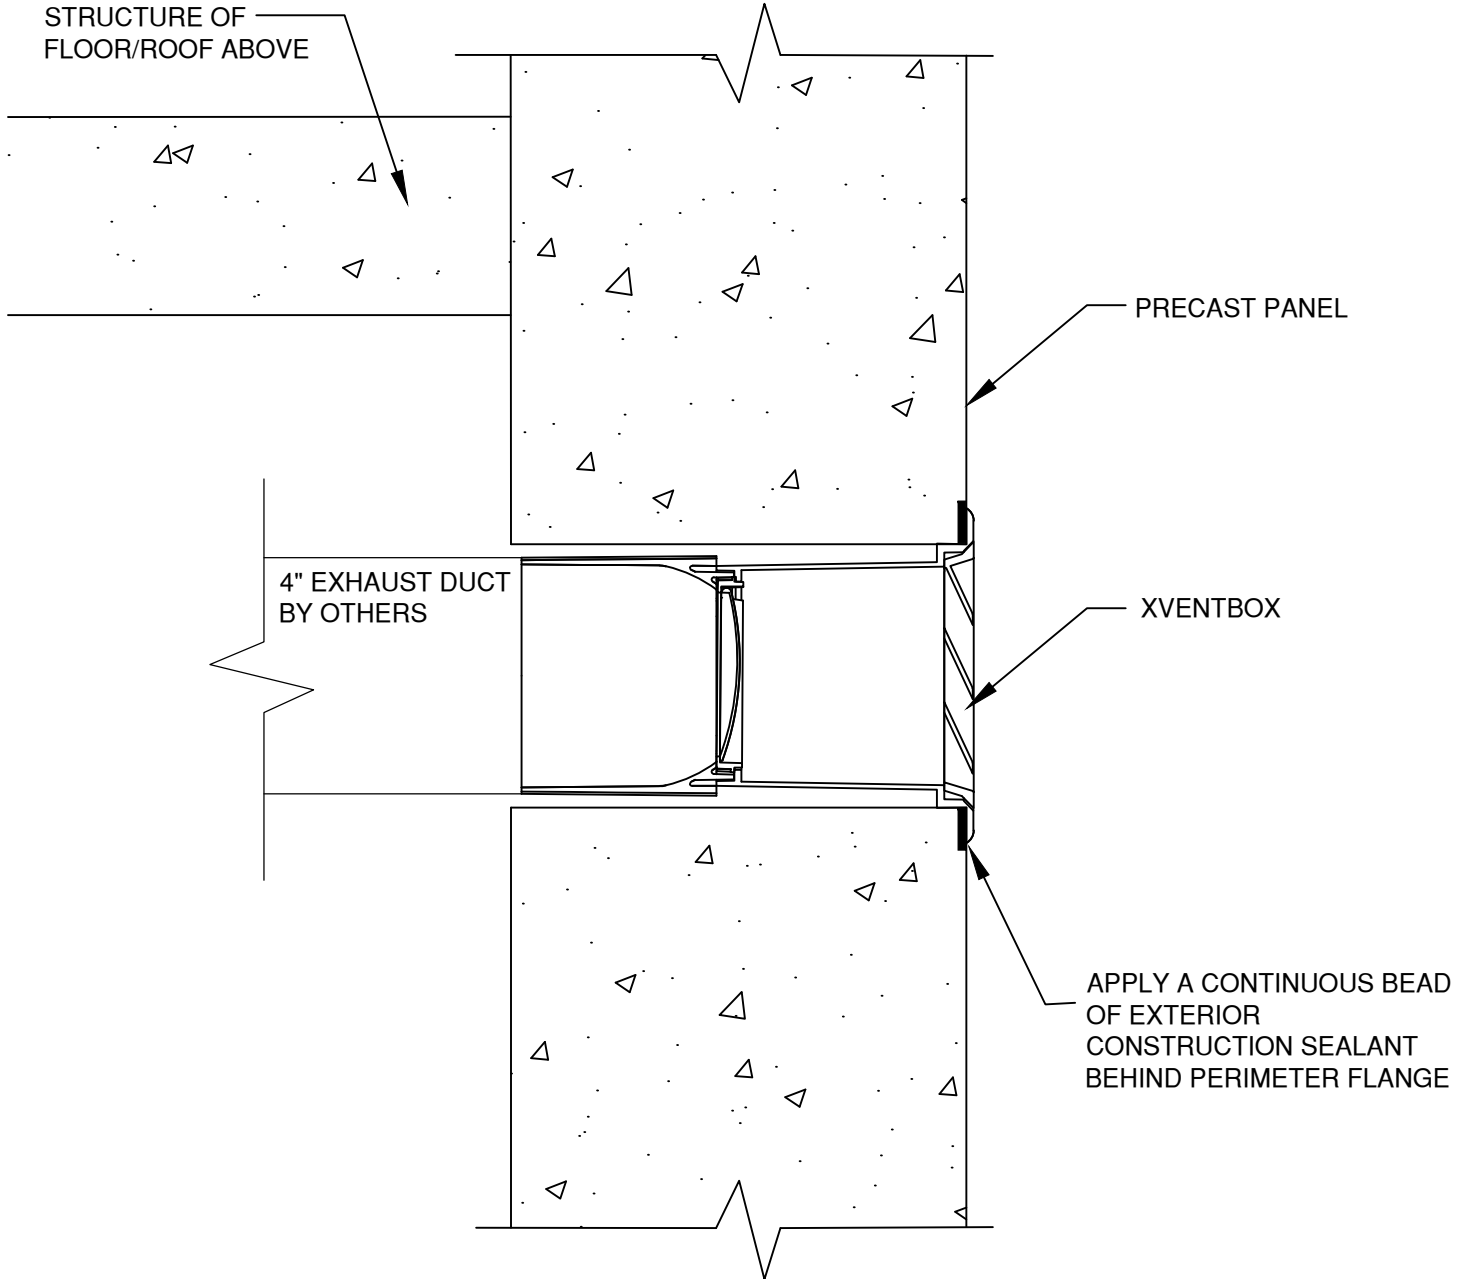 STRUCTURE OF
FLOOR/ROOF ABOVE
PRECAST PANEL
4" EXHAUST DUCT
BY OTHERS
XVENTBOX
APPLY A CONTINUOUS BEAD
OF EXTERIOR
CONSTRUCTION SEALANT
BEHIND PERIMETER FLANGE